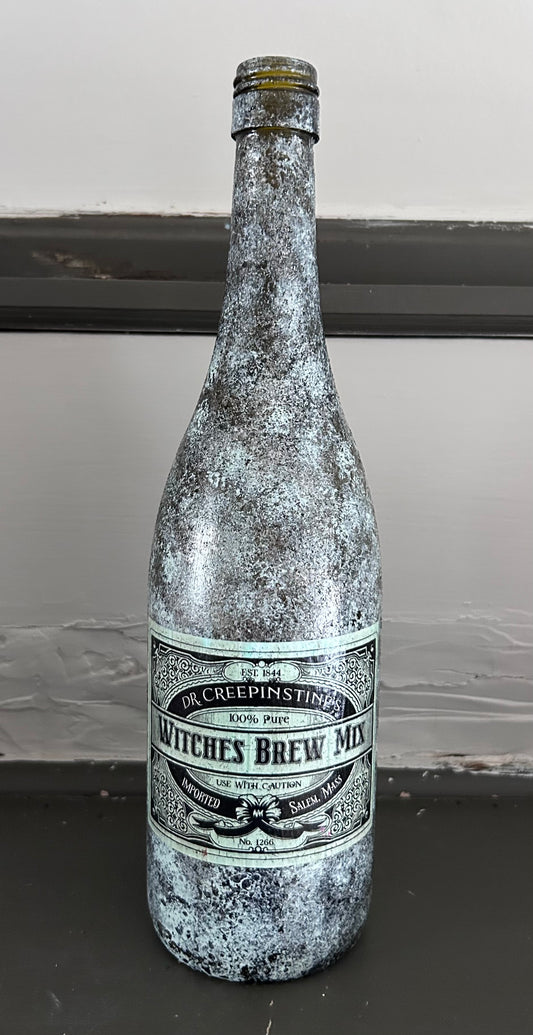 EST. 1844
DR CREEPINSTINE'S
100% Pure
WITCHES BREW MIX
USE WITH CAUTION
IMPORTED SALEM, MASS
No. 1266